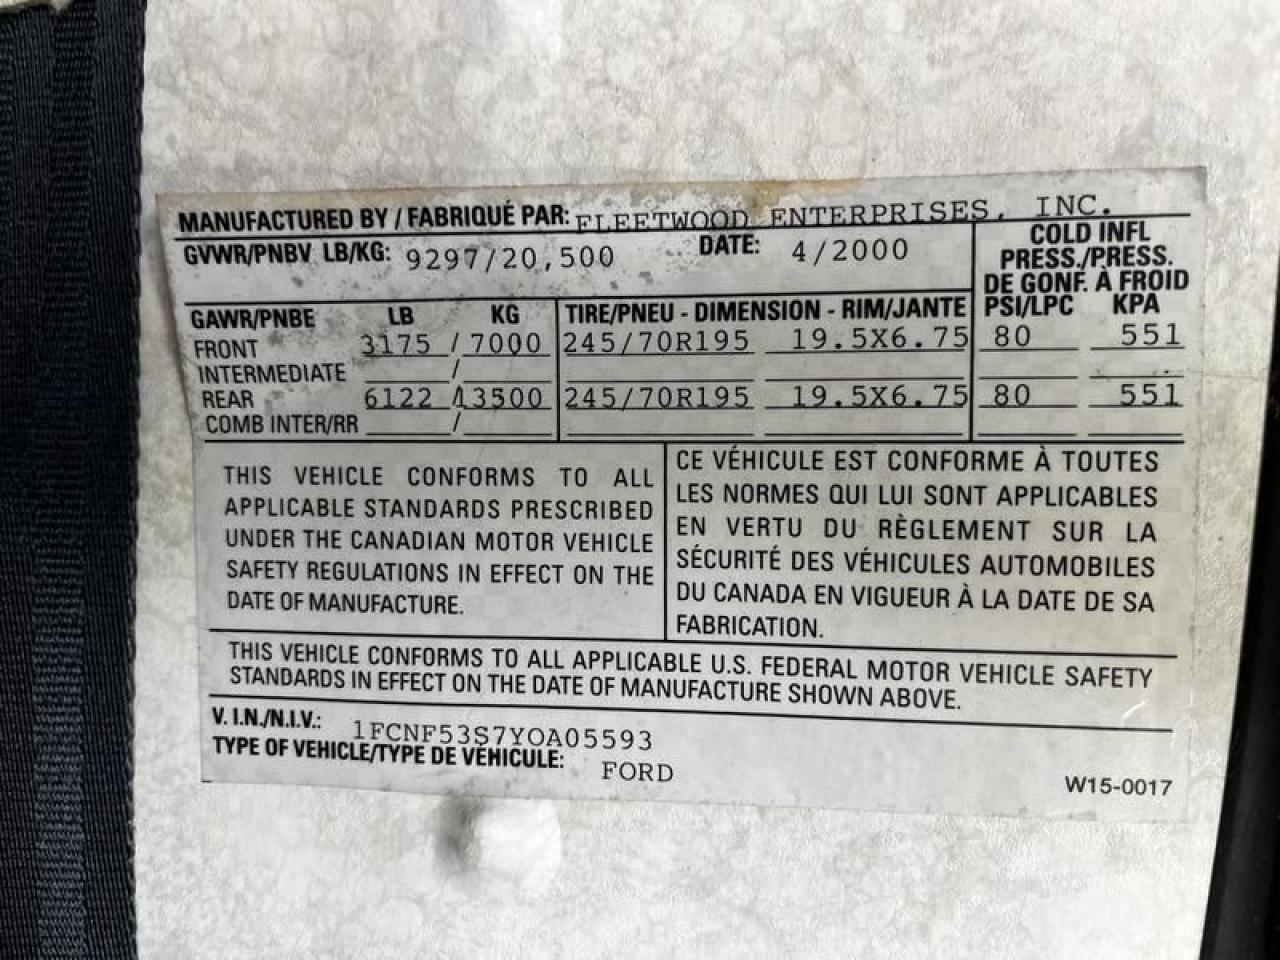 MANUFACTURED BY / FABRIQUÉ PAR: FLEETWOOD ENTERPRISES, INC.
GVWR/PNBV LB/KG: 9297/20,500 DATE: 4/2000
COLD INFL
PRESS./PRESS.
DE GONF. À FROID
GAWR/PNBE LB KG TIRE/PNEU - DIMENSION - RIM/JANTE PSI/LPC KPA
FRONT 3175 / 7000 245/70R195 19.5X6.75 80 551
INTERMEDIATE /
REAR 6122 /13500 245/70R195 19.5X6.75 80 551
COMB INTER/RR /
THIS VEHICLE CONFORMS TO ALL
APPLICABLE STANDARDS PRESCRIBED
UNDER THE CANADIAN MOTOR VEHICLE
SAFETY REGULATIONS IN EFFECT ON THE
DATE OF MANUFACTURE.
CE VÉHICULE EST CONFORME À TOUTES
LES NORMES QUI LUI SONT APPLICABLES
EN VERTU DU RÈGLEMENT SUR LA
SÉCURITÉ DES VÉHICULES AUTOMOBILES
DU CANADA EN VIGUEUR À LA DATE DE SA
FABRICATION.
THIS VEHICLE CONFORMS TO ALL APPLICABLE U.S. FEDERAL MOTOR VEHICLE SAFETY
STANDARDS IN EFFECT ON THE DATE OF MANUFACTURE SHOWN ABOVE.
V.I.N./N.I.V.: 1FCNF53S7YOA05593
TYPE OF VEHICLE/TYPE DE VÉHICULE: FORD
W15-0017